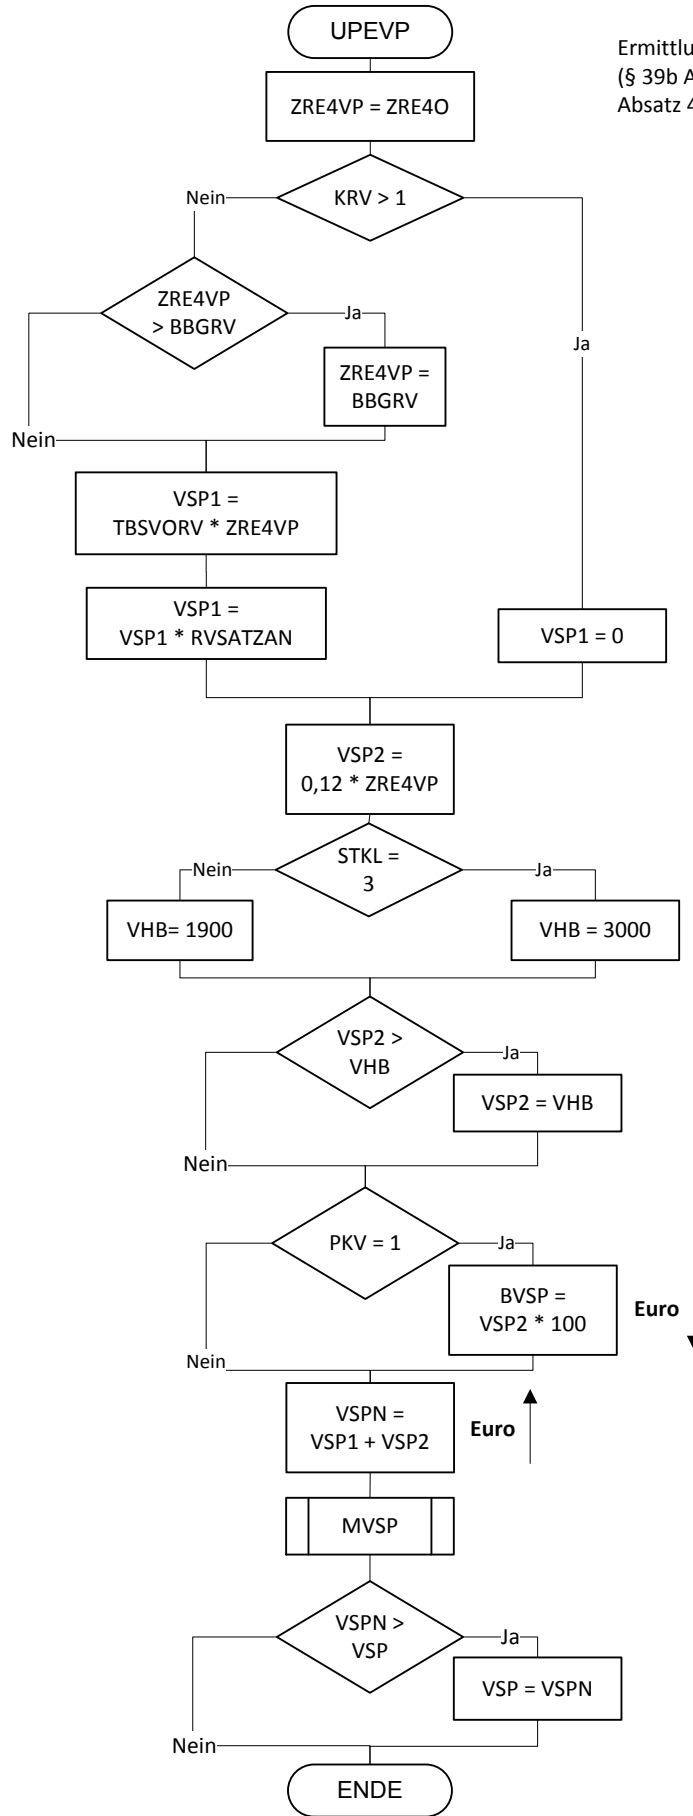 UPEVP
Ermittlu
(§ 39b A
Absatz 4
ZRE4VP = ZRE4O
KRV > 1
Nein
Ja
ZRE4VP
> BBGRV
Ja
Nein
ZRE4VP =
BBGRV
VSP1 =
TBSVORV * ZRE4VP
VSP1 =
VSP1 * RVSATZAN
VSP1 = 0
VSP2 =
0,12 * ZRE4VP
STKL =
3
Nein
Ja
VHB= 1900
VHB = 3000
VSP2 >
VHB
Ja
Nein
VSP2 = VHB
PKV = 1
Ja
Nein
BVSP =
VSP2 * 100
Euro
VSPN =
VSP1 + VSP2
Euro
MVSP
VSPN >
VSP
Ja
Nein
VSP = VSPN
ENDE